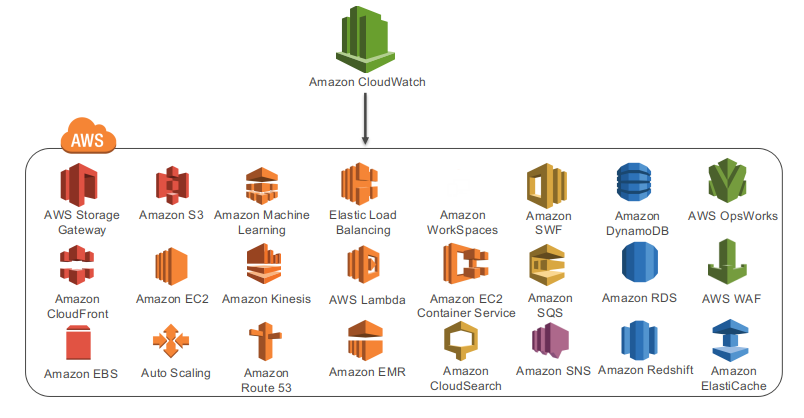 Amazon CloudWatch
AWS
AWS Storage
Gateway
Amazon S3
Amazon Machine
Learning
Elastic Load
Balancing
Amazon
WorkSpaces
Amazon
SWF
Amazon
DynamoDB
AWS OpsWorks
Amazon
CloudFront
Amazon EC2
Amazon Kinesis
AWS Lambda
Amazon EC2
Container Service
Amazon
SQS
Amazon RDS
AWS WAF
Amazon EBS
Auto Scaling
Amazon
Route 53
Amazon EMR
Amazon
CloudSearch
Amazon SNS
Amazon Redshift
Amazon
ElastiCache